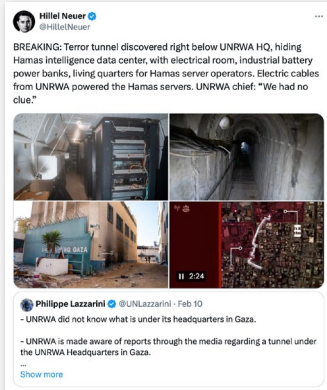 Hillel Neuer
@HillelNeuer
BREAKING: Terror tunnel discovered right below UNRWA HQ, hiding
Hamas intelligence data center, with electrical room, industrial battery
power banks, living quarters for Hamas server operators. Electric cables
from UNRWA powered the Hamas servers. UNRWA chief: “We had no
clue.”
GAZA
2:24
Philippe Lazzarini @UNLazzarini · Feb 10
- UNRWA did not know what is under its headquarters in Gaza.
- UNRWA is made aware of reports through the media regarding a tunnel under
the UNRWA Headquarters in Gaza.
...
Show more